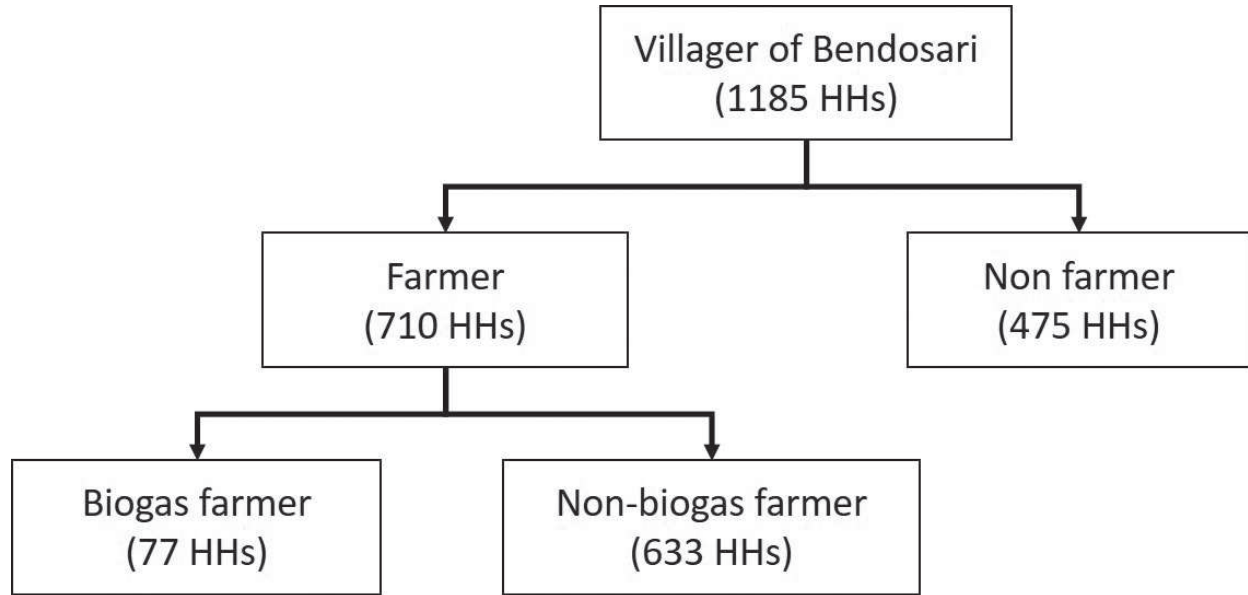 Villager of Bendosari
(1185 HHs)
Farmer
(710 HHs)
Non farmer
(475 HHs)
Biogas farmer
(77 HHs)
Non-biogas farmer
(633 HHs)